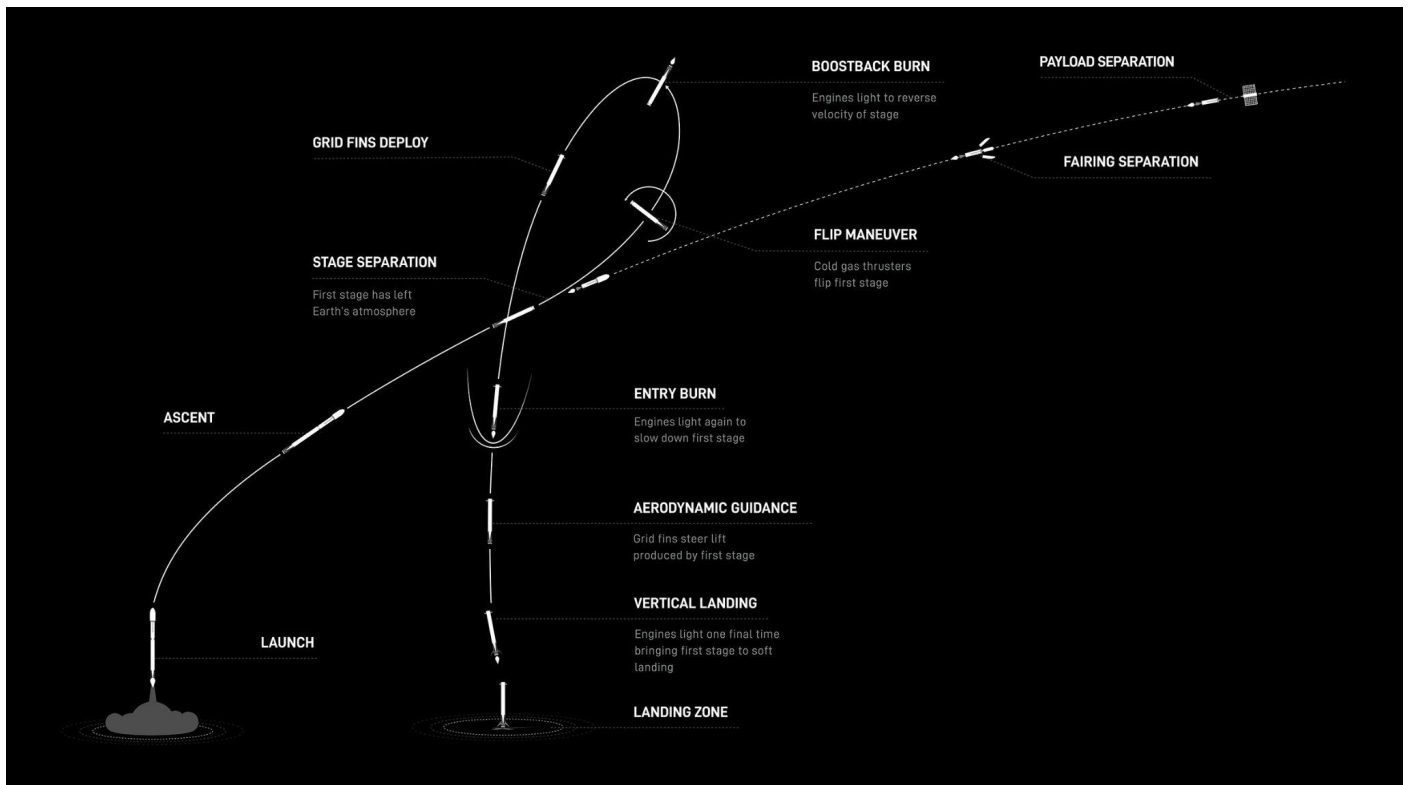 BOOSTBACK BURN
Engines light to reverse
velocity of stage
PAYLOAD SEPARATION
GRID FINS DEPLOY
FAIRING SEPARATION
FLIP MANEUVER
Cold gas thrusters
flip first stage
STAGE SEPARATION
First stage has left
Earth's atmosphere
ENTRY BURN
Engines light again to
slow down first stage
ASCENT
AERODYNAMIC GUIDANCE
Grid fins steer lift
produced by first stage
VERTICAL LANDING
Engines light one final time
bringing first stage to soft
landing
LAUNCH
LANDING ZONE